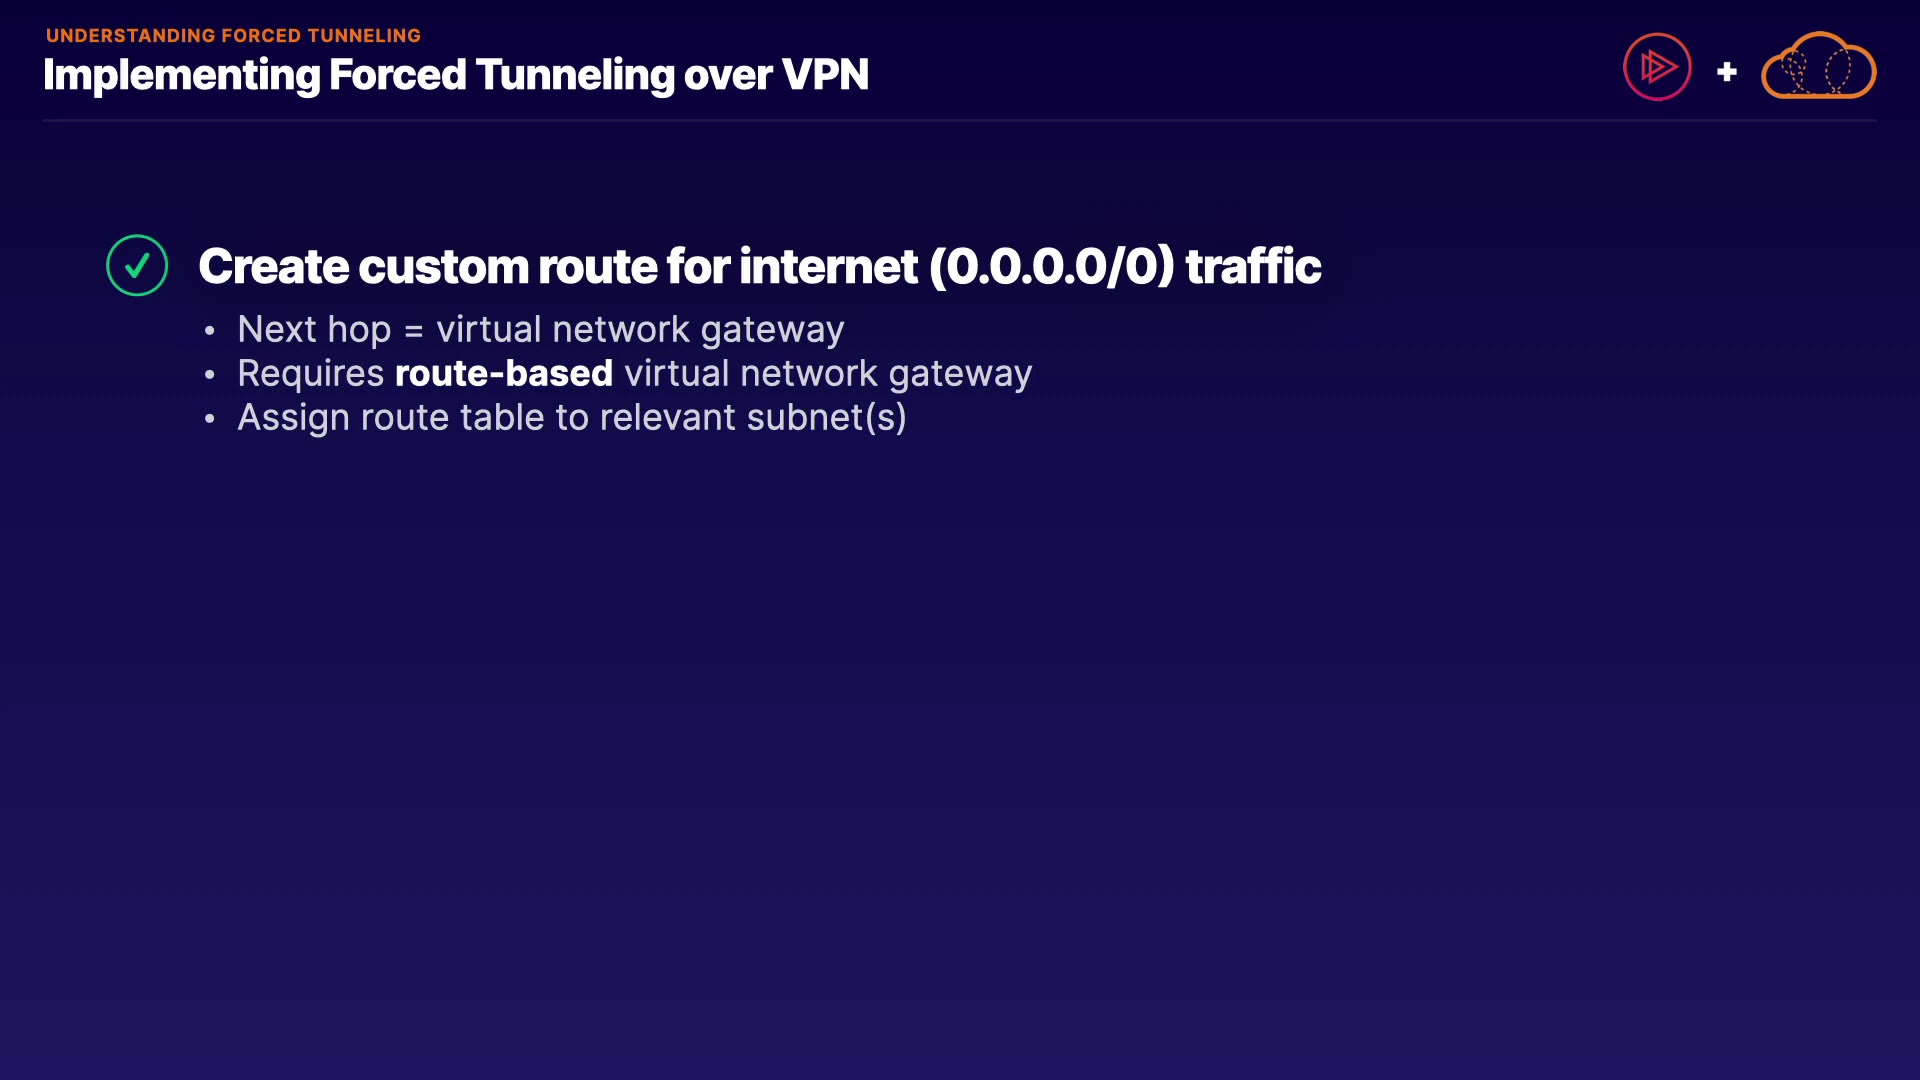 UNDERSTANDING FORCED TUNNELING
Implementing Forced Tunneling over VPN
+
Create custom route for internet (0.0.0.0/0) traffic
• Next hop = virtual network gateway
• Requires route-based virtual network gateway
• Assign route table to relevant subnet(s)